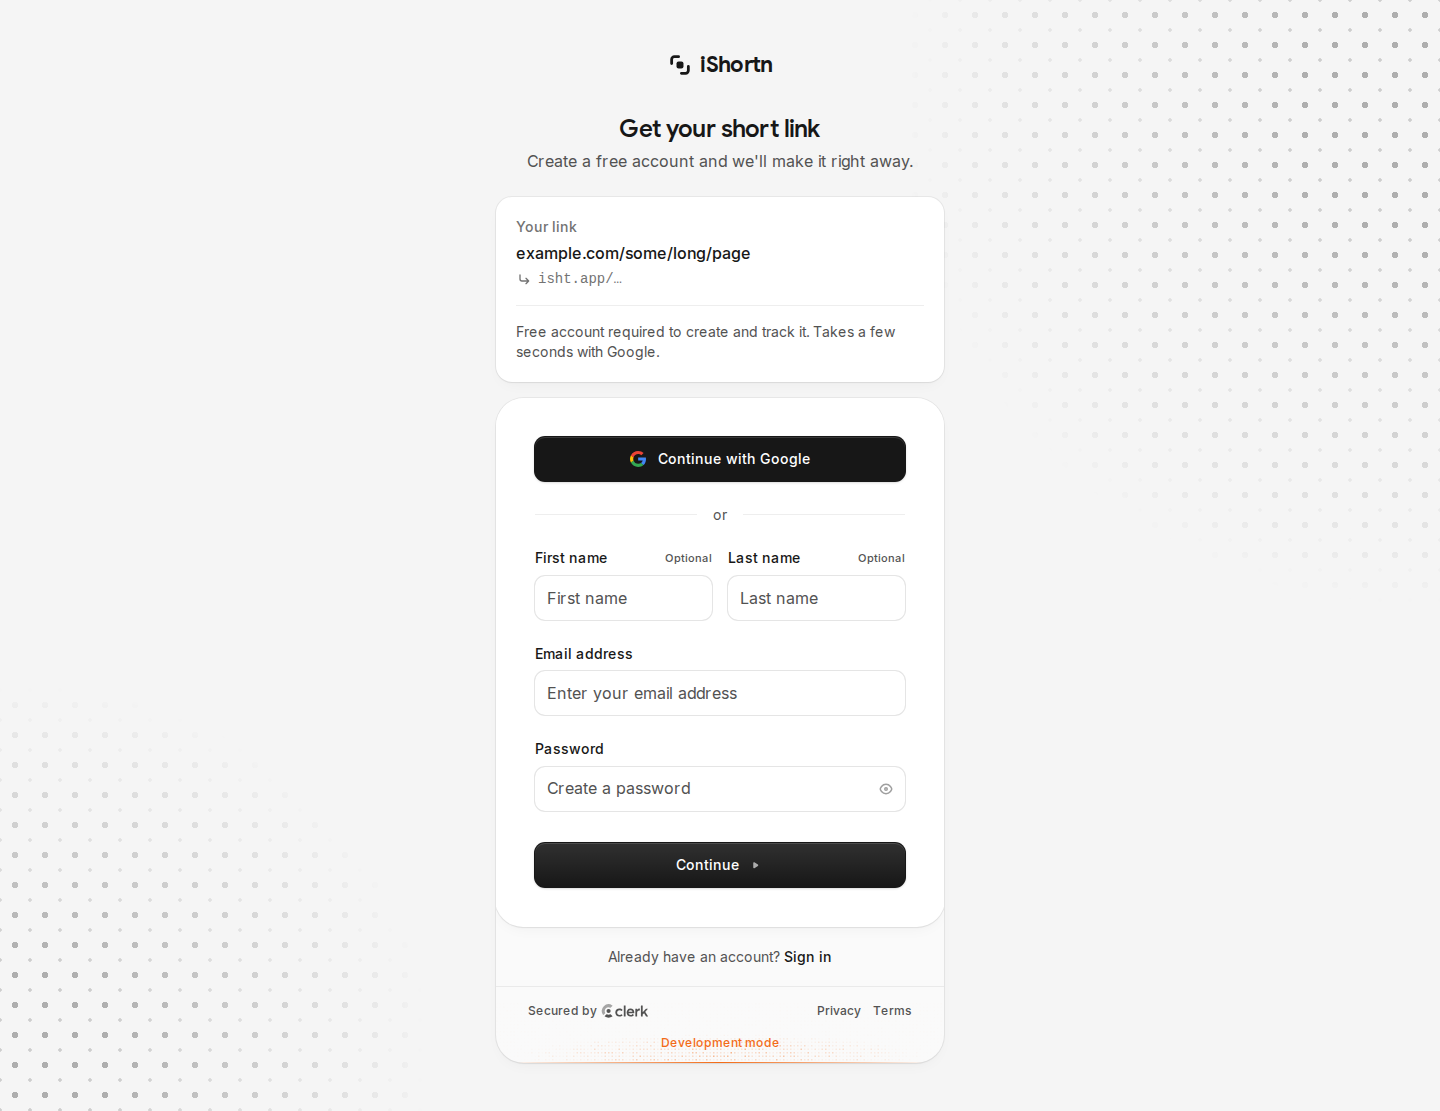 iShortn
Get your short link
Create a free account and we'll make it right away.
Your link
example.com/some/long/page
isht.app/…
Free account required to create and track it. Takes a few
seconds with Google.
Continue with Google
or
First name Optional Last name Optional
First name Last name
Email address
Enter your email address
Password
Create a password
Continue
Already have an account? Sign in
Secured by clerk Privacy Terms
Development mode